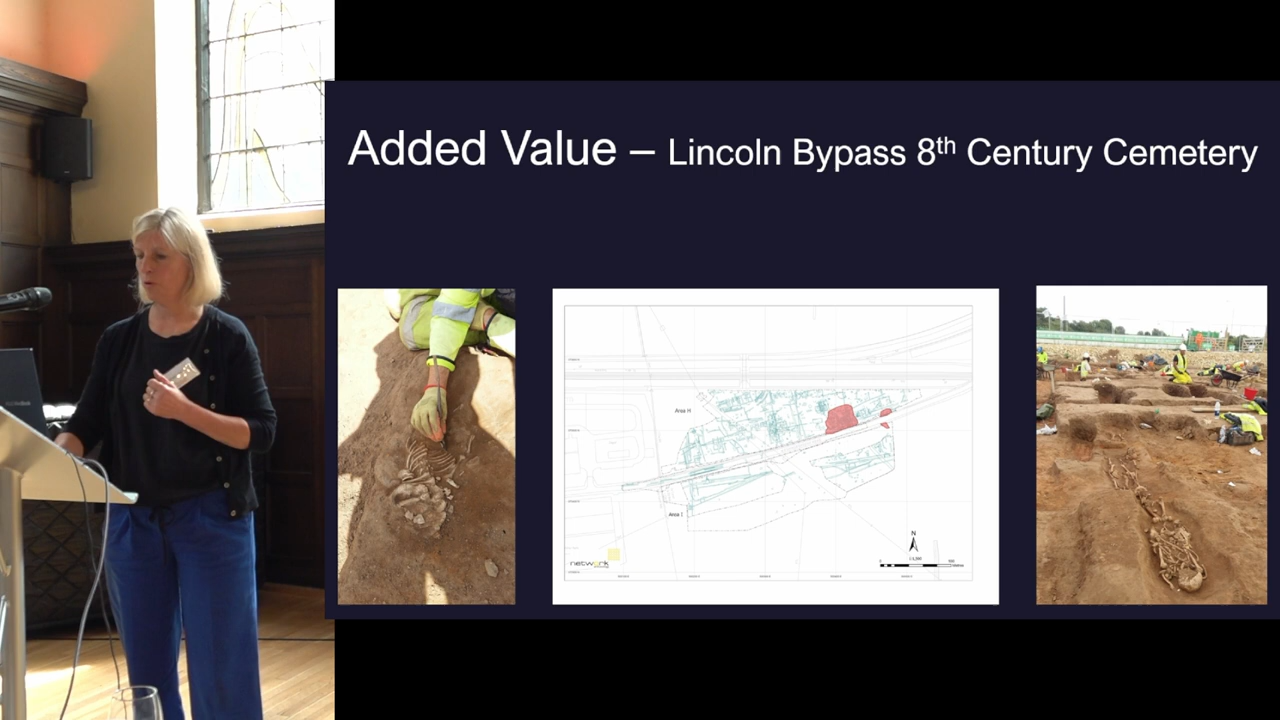 Added Value – Lincoln Bypass 8th Century Cemetery
Area H
Area I
N
network